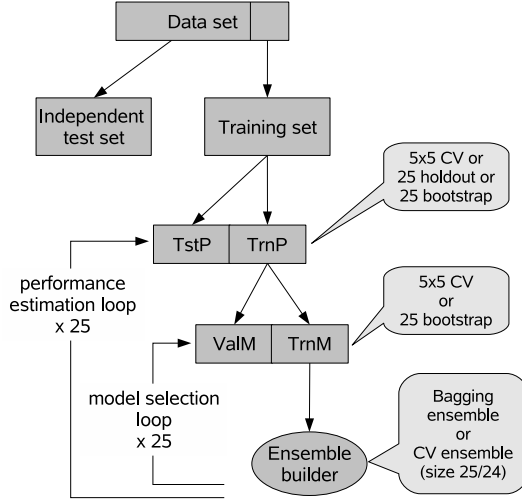 Data set
Independent
test set
Training set
5x5 CV or
25 holdout or
25 bootstrap
TstP
TrnP
performance
estimation loop
x 25
5x5 CV
or
25 bootstrap
ValM
TrnM
model selection
loop
x 25
Bagging
ensemble
or
CV ensemble
(size 25/24)
Ensemble
builder